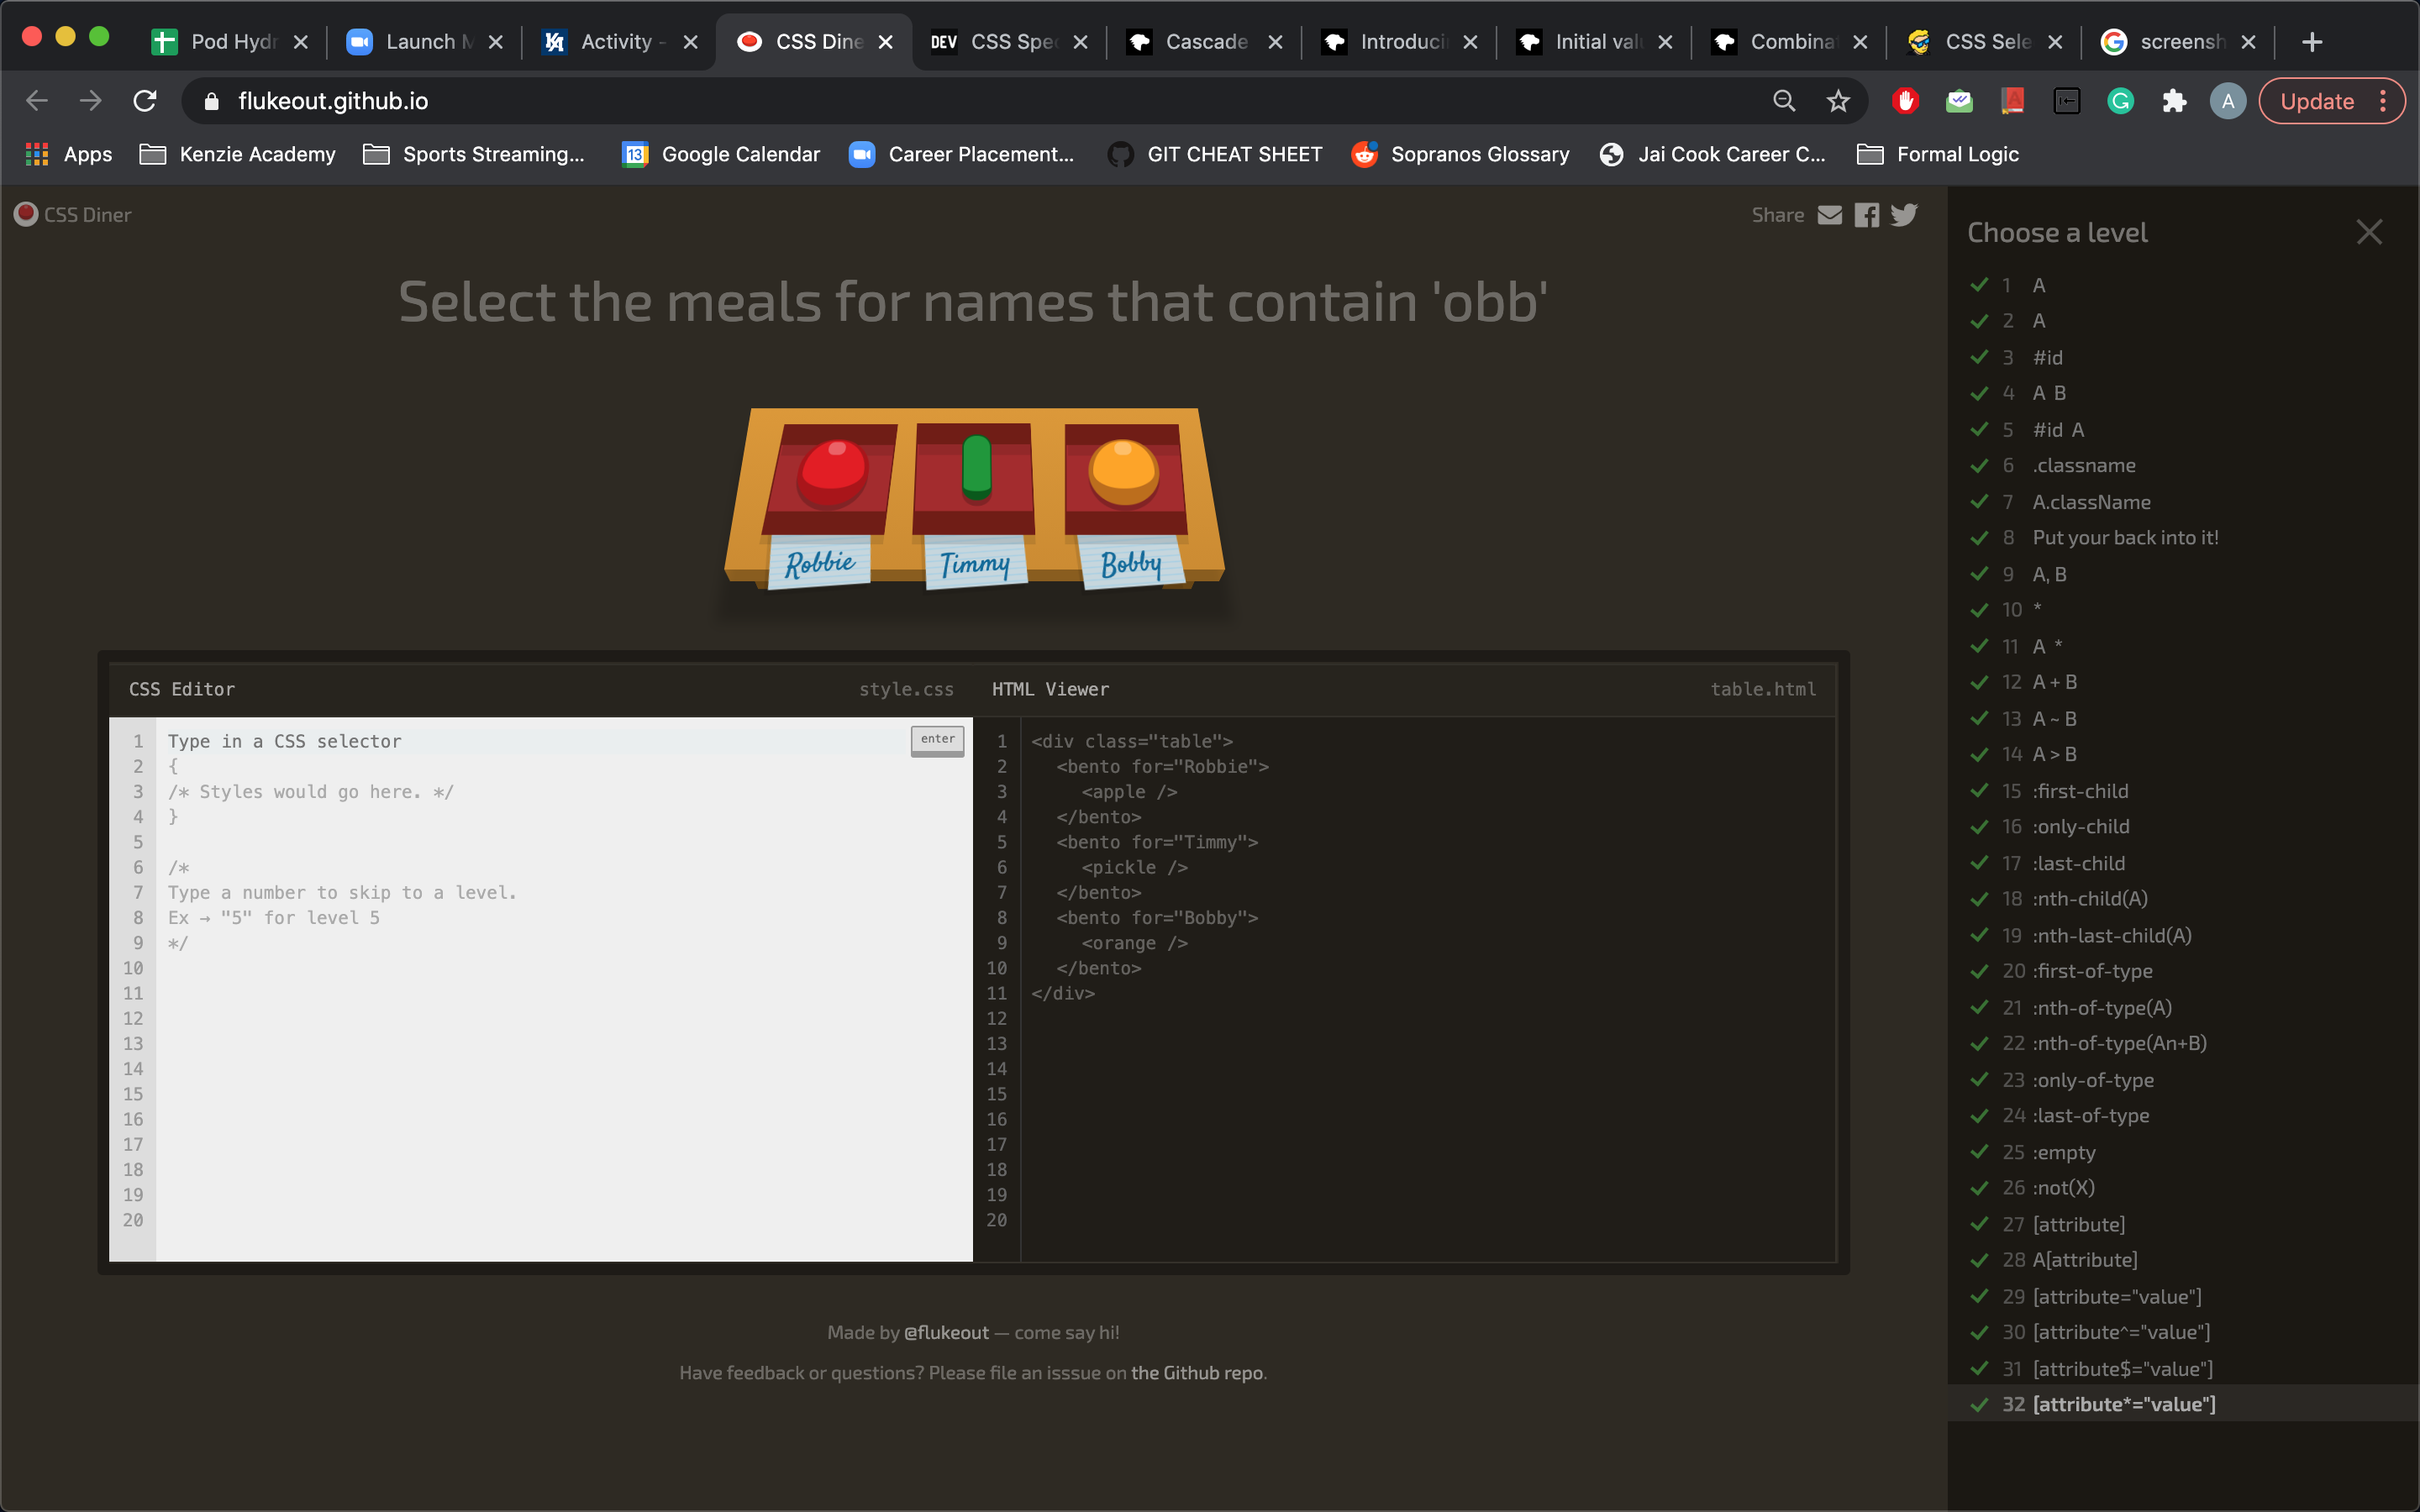 Pod Hydr
Launch M
Activity -
CSS Dine
DEV CSS Spec
Cascade
Introduci
Initial valu
Combinat
CSS Sele
screensh
flukeout.github.io
A
Update
Apps
Kenzie Academy
Sports Streaming...
13 Google Calendar
Career Placement...
GIT CHEAT SHEET
Sopranos Glossary
Jai Cook Career C...
Formal Logic
CSS Diner
Share
Select the meals for names that contain 'obb'
Robbie
Timmy
Bobby
CSS Editor
style.css
1 Type in a CSS selector
enter
2 {
3 /* Styles would go here. */
4 }
5
6 /*
7 Type a number to skip to a level.
8 Ex → "5" for level 5
9 */
10
11
12
13
14
15
16
17
18
19
20
HTML Viewer
table.html
1 <div class="table">
2 <bento for="Robbie">
3 <apple />
4 </bento>
5 <bento for="Timmy">
6 <pickle />
7 </bento>
8 <bento for="Bobby">
9 <orange />
10 </bento>
11 </div>
12
13
14
15
16
17
18
19
20
Made by @flukeout — come say hi!
Have feedback or questions? Please file an isssue on the Github repo.
Choose a level
1 A
2 A
3 #id
4 A B
5 #id A
6 .classname
7 A.className
8 Put your back into it!
9 A, B
10 *
11 A *
12 A + B
13 A ~ B
14 A > B
15 :first-child
16 :only-child
17 :last-child
18 :nth-child(A)
19 :nth-last-child(A)
20 :first-of-type
21 :nth-of-type(A)
22 :nth-of-type(An+B)
23 :only-of-type
24 :last-of-type
25 :empty
26 :not(X)
27 [attribute]
28 A[attribute]
29 [attribute="value"]
30 [attribute^="value"]
31 [attribute$="value"]
32 [attribute*="value"]